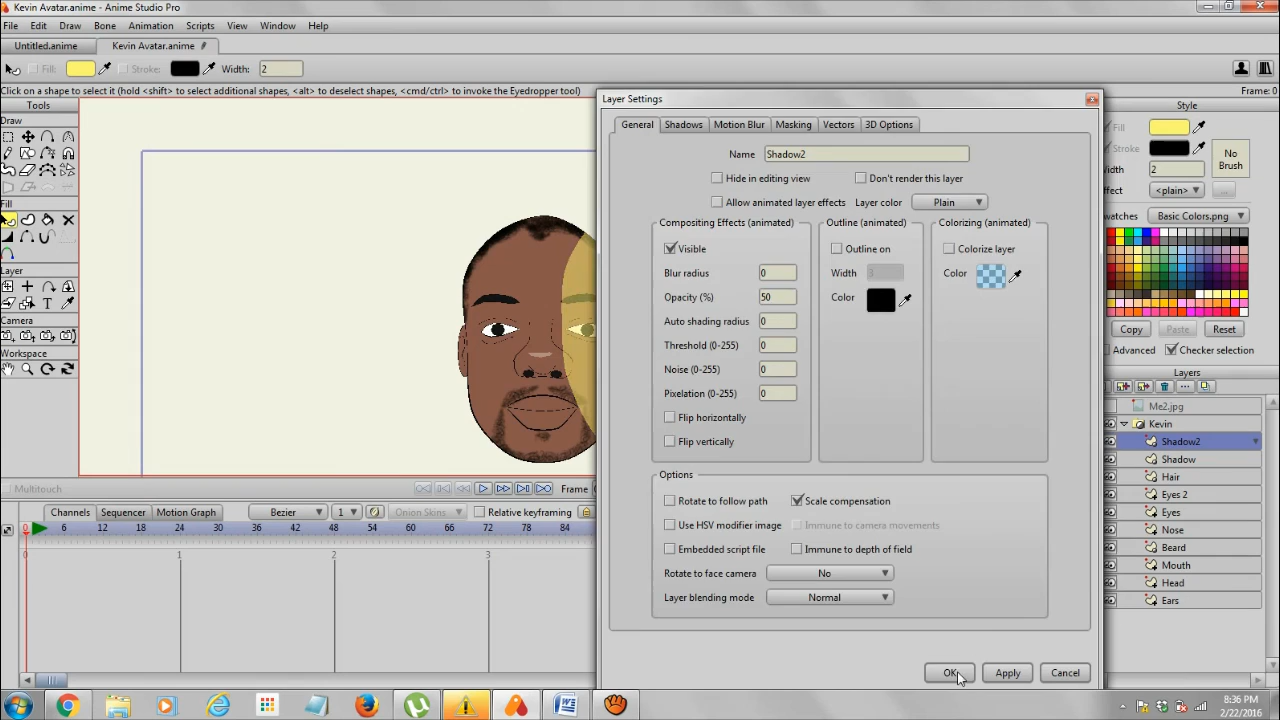 Kevin Avatar.anime - Anime Studio Pro
File Edit Draw Bone Animation Scripts View Window Help
Untitled.anime Kevin Avatar.anime
Fill: Stroke: Width: 2
Click on a shape to select it (hold <shift> to select additional shapes, <alt> to deselect shapes, <cmd/ctrl> to invoke the Eyedropper tool) Frame: 0
Tools
Draw
Fill
Layer
Camera
Workspace
Layer Settings
General Shadows Motion Blur Masking Vectors 3D Options
Name Shadow2
Hide in editing view Don't render this layer
Allow animated layer effects Layer color Plain
Compositing Effects (animated) Outline (animated) Colorizing (animated)
Visible Outline on Colorize layer
Blur radius 0 Width 3 Color
Opacity (%) 50 Color
Auto shading radius 0
Threshold (0-255) 0
Noise (0-255) 0
Pixelation (0-255) 0
Flip horizontally
Flip vertically
Options
Rotate to follow path Scale compensation
Use HSV modifier image Immune to camera movements
Embedded script file Immune to depth of field
Rotate to face camera No
Layer blending mode Normal
OK Apply Cancel
Style
Fill
Stroke No Brush
Width
2
ffect <plain> ...
watches Basic Colors.png
Copy Paste Reset
Advanced Checker selection
Layers
Me2.jpg
Kevin
Shadow2
Shadow
Hair
Eyes 2
Eyes
Nose
Beard
Mouth
Head
Ears
Multitouch Frame
Channels Sequencer Motion Graph Bezier 1 Onion Skins Relative keyframing
0 6 12 18 24 30 36 42 48 54 60 66 72 78 84
0 1 2 3
8:36 PM
2/22/2016